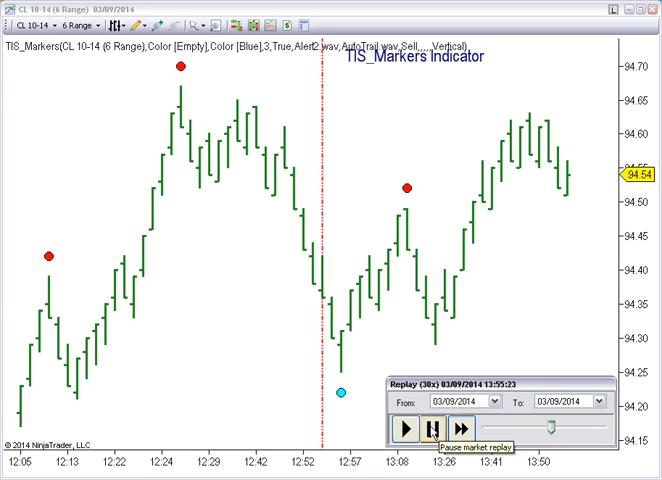 CL 10-14 (6 Range) 03/09/2014
L
CL 10-14
6 Range
TIS_Markers(CL 10-14 (6 Range),Color [Empty],Color [Blue],3,True,Alert2.wav,AutoTrail.wav,Sell,,,,,Vertical)
TIS_Markers Indicator
94.70
94.65
94.60
94.55
94.54
94.50
94.45
94.40
94.35
94.30
94.25
94.20
94.15
Replay (30x) 03/09/2014 13:55:23
From: 03/09/2014 To: 03/09/2014
Pause market replay
© 2014 NinjaTrader, LLC
12:05 12:13 12:22 12:24 12:29 12:42 12:52 12:57 13:08 13:26 13:41 13:50